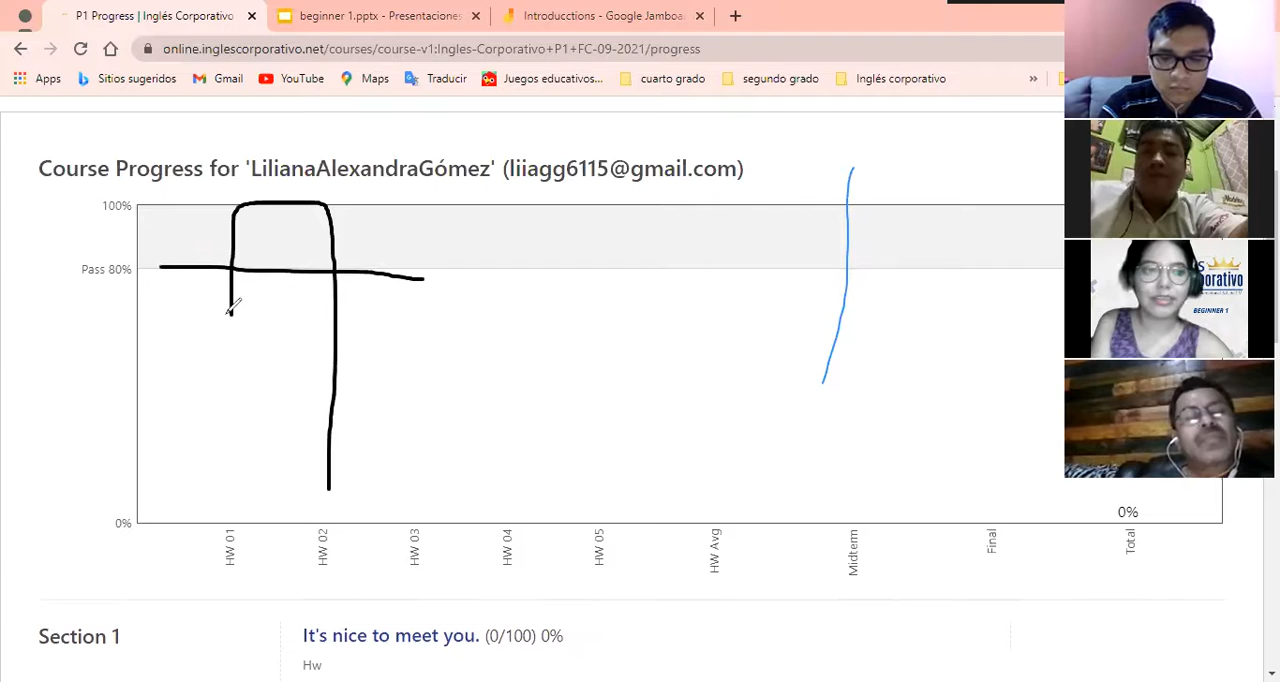 P1 Progress | Inglés Corporativo
beginner 1.pptx - Presentaciones
Introducctions - Google Jamboa
online.inglescorporativo.net/courses/course-v1:Ingles-Corporativo+P1+FC-09-2021/progress
Apps
Sitios sugeridos
Gmail
YouTube
Maps
Traducir
Juegos educativos...
cuarto grado
segundo grado
Inglés corporativo
»
Course Progress for 'LilianaAlexandraGómez' (liiagg6115@gmail.com)
100%
Pass 80%
0%
0%
HW 01
HW 02
HW 03
HW 04
HW 05
HW Avg
Midterm
Final
Total
Section 1
It's nice to meet you. (0/100) 0%
Hw
BEGINNER 1